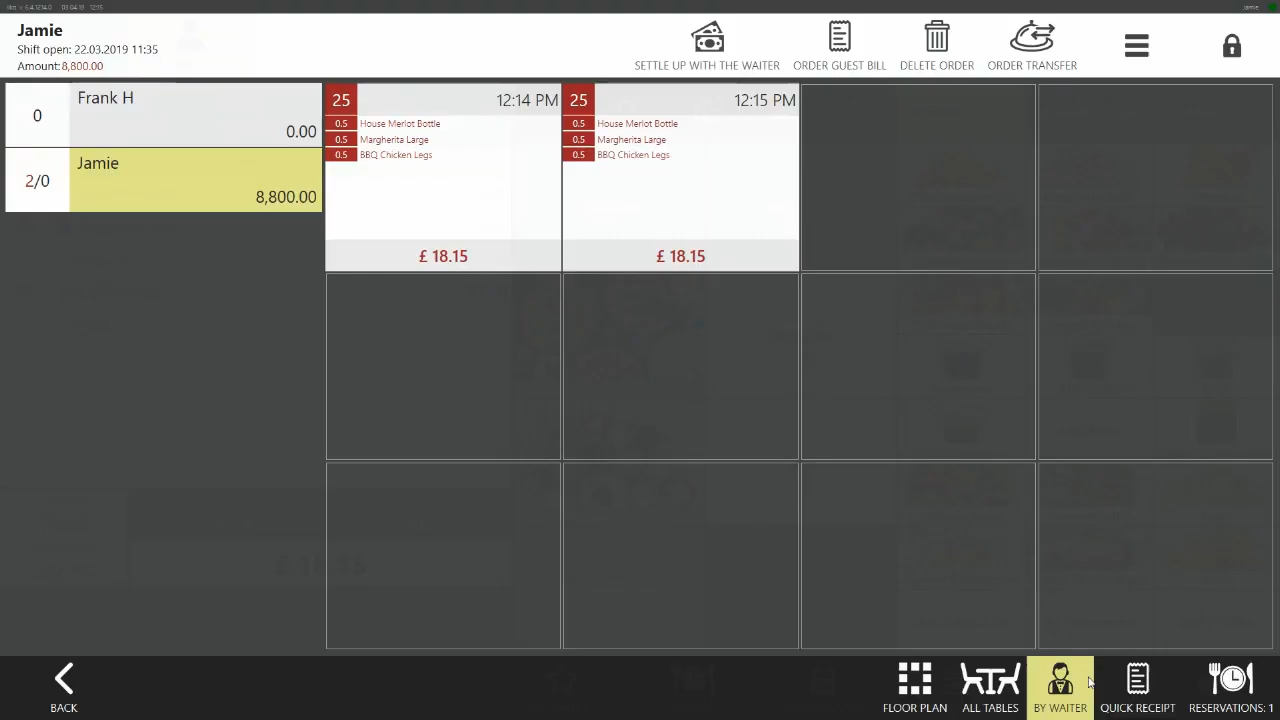 Jamie
Jamie
Shift open: 22.03.2019 11:35
Amount:8,800.00
SETTLE UP WITH THE WAITER
ORDER GUEST BILL
DELETE ORDER
ORDER TRANSFER
0
Frank H
0.00
2/0
Jamie
8,800.00
25
12:14 PM
0.5 House Merlot Bottle
0.5 Margherita Large
0.5 BBQ Chicken Legs
£ 18.15
25
12:15 PM
0.5 House Merlot Bottle
0.5 Margherita Large
0.5 BBQ Chicken Legs
£ 18.15
BACK
FLOOR PLAN
ALL TABLES
BY WAITER
QUICK RECEIPT
RESERVATIONS: 1